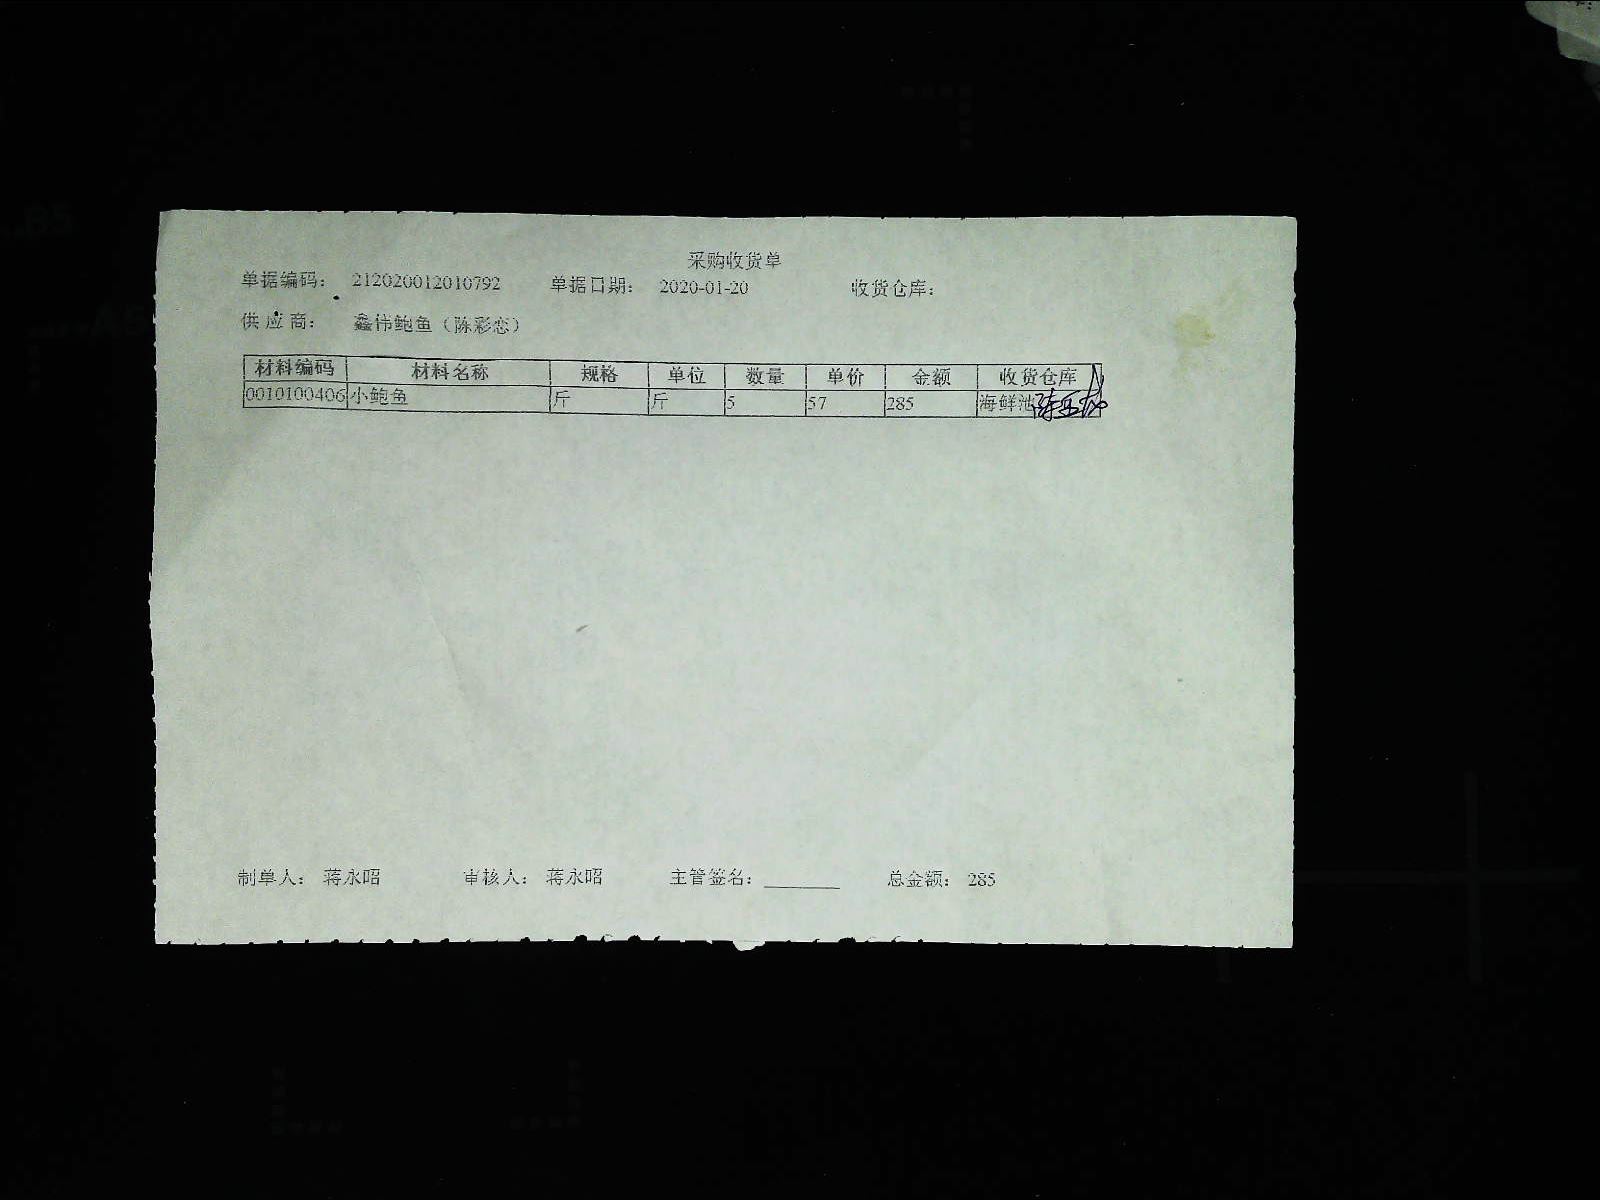 采购收货单
单据编码： 212020012010792 单据日期： 2020-01-20 收货仓库：
供应商： 鑫伟鲍鱼（陈彩恋）
材料编码 材料名称 规格 单位 数量 单价 金额 收货仓库
0010100406 小鲍鱼 斤 斤 5 57 285 海鲜池
制单人： 蒋永昭 审核人： 蒋永昭 主管签名：________ 总金额： 285